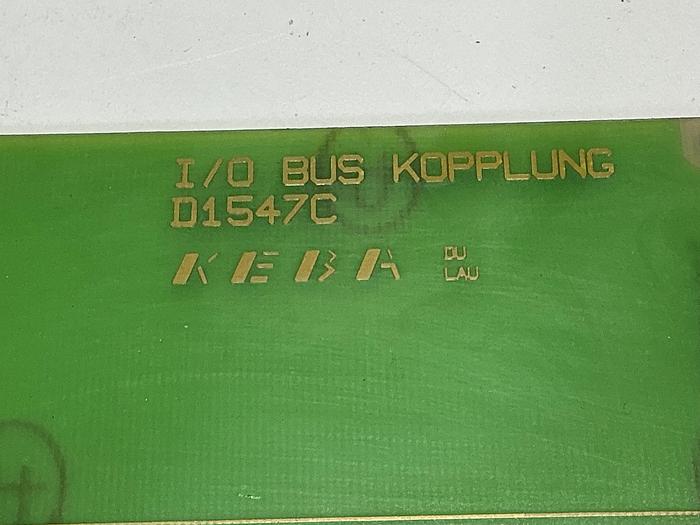 I/O BUS KOPPLUNG
D1547C
KEBA DU
LAU